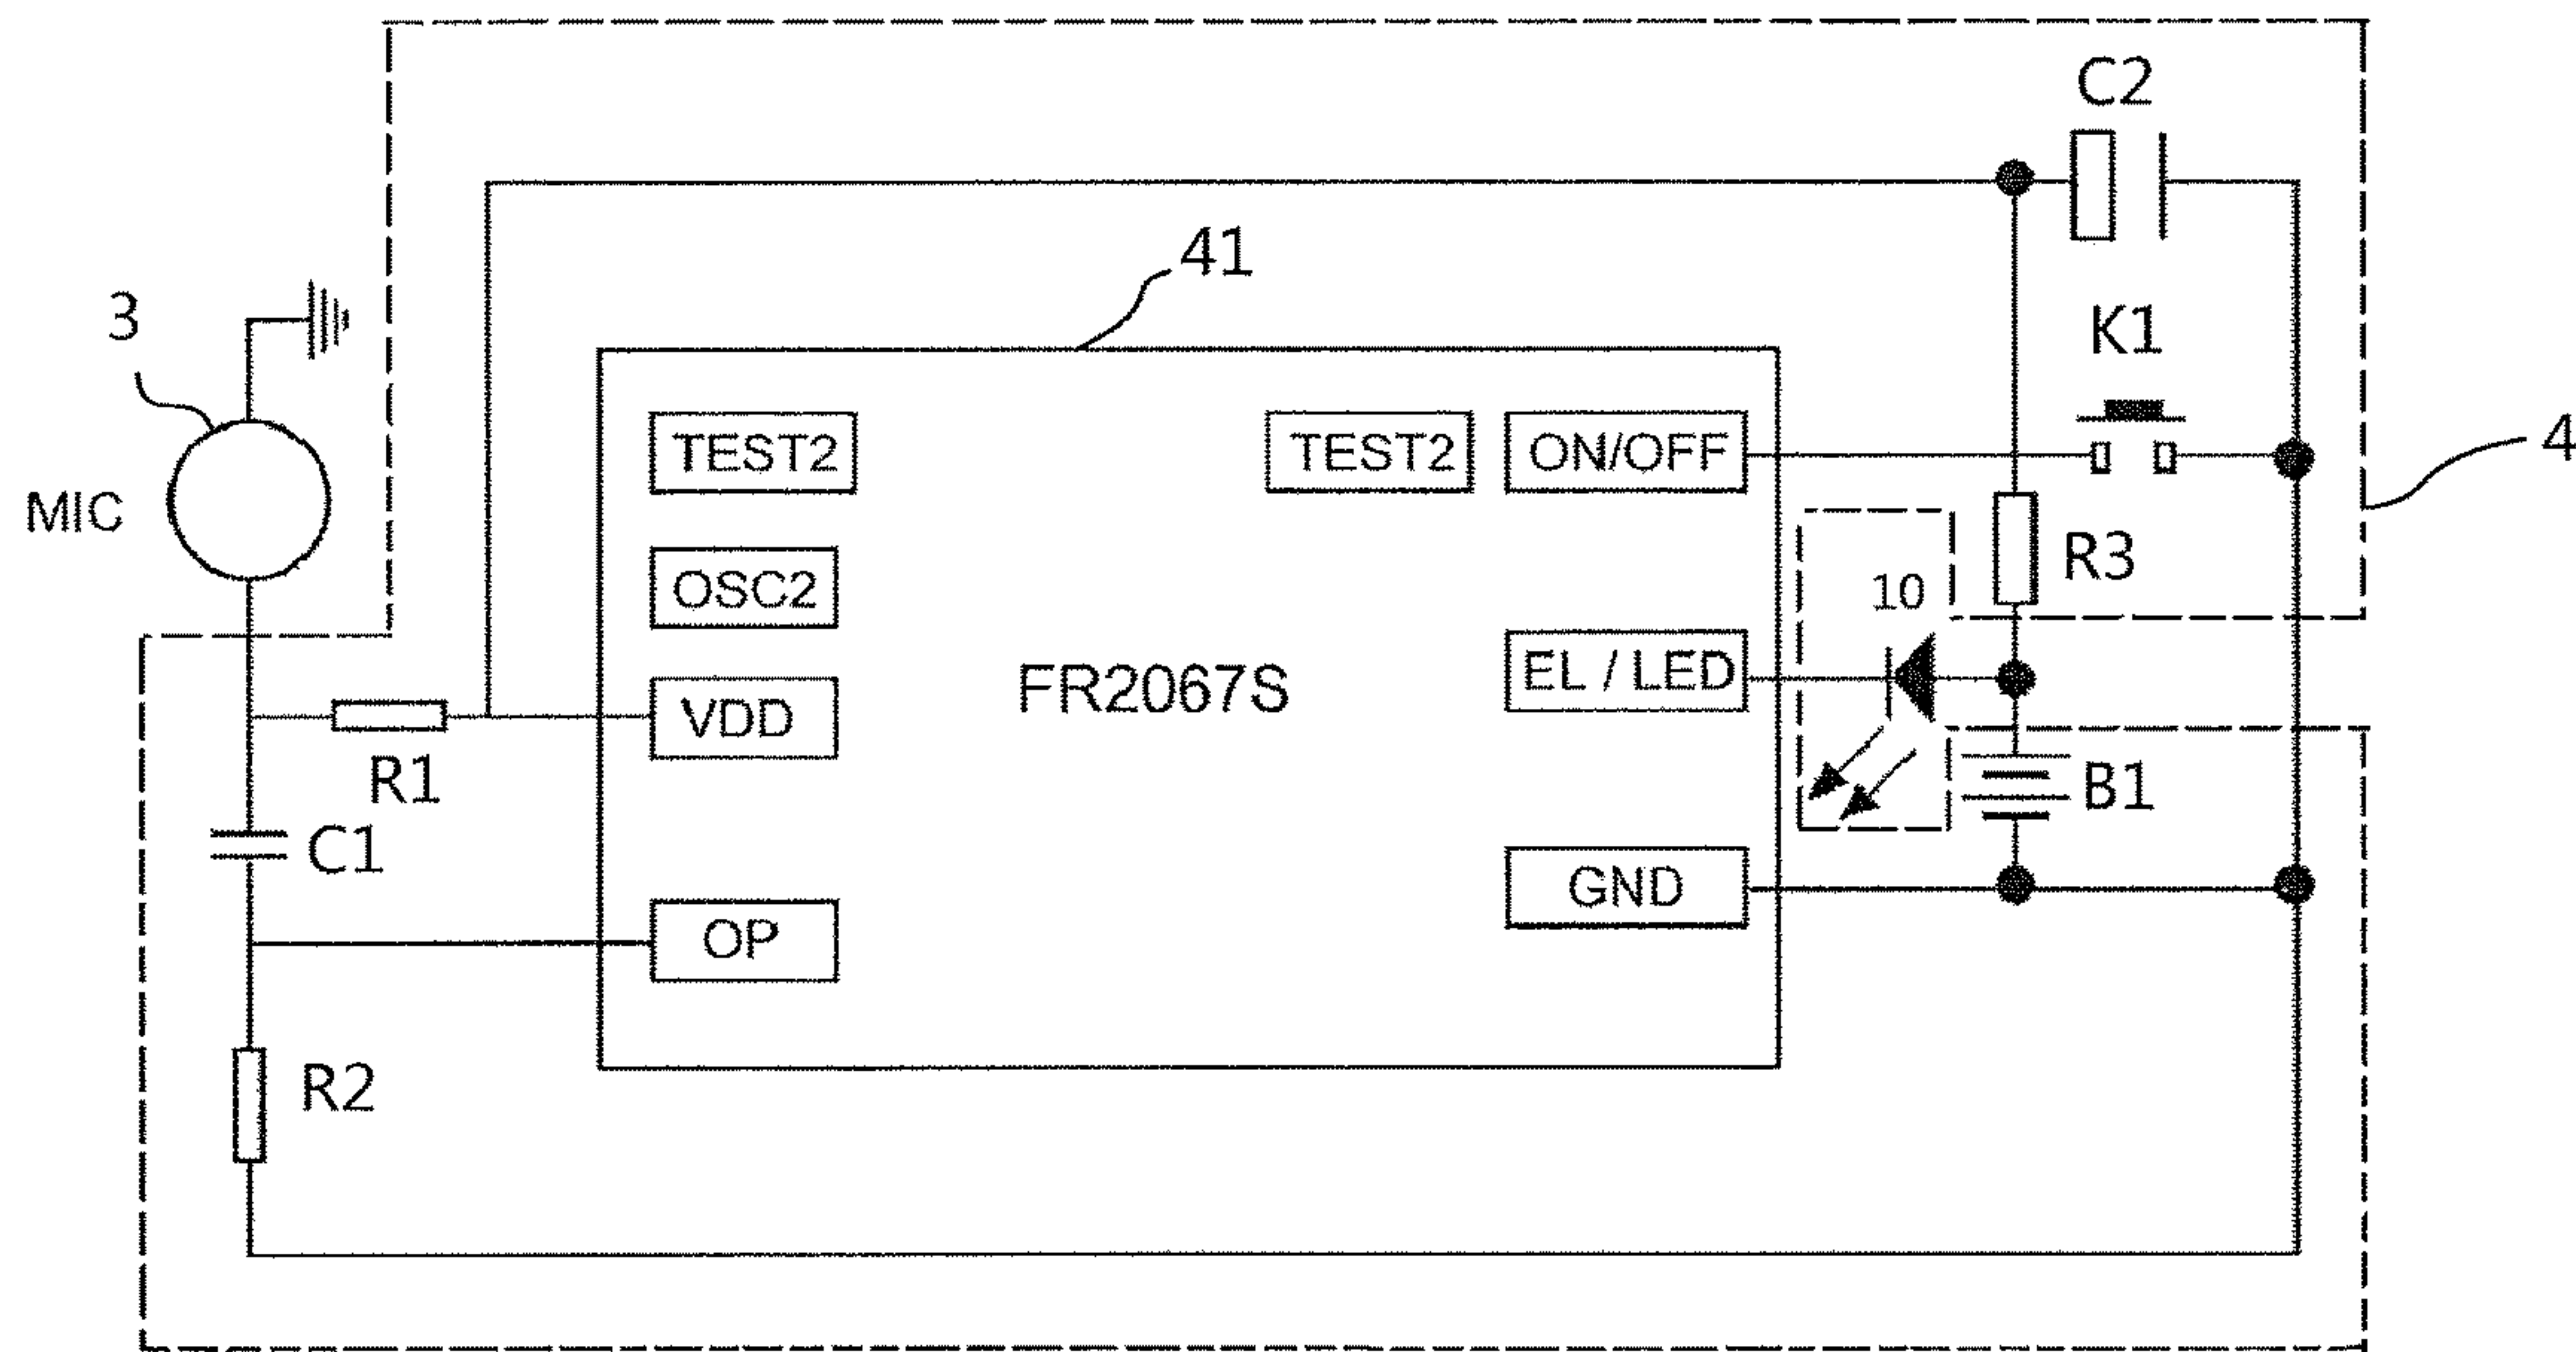 C2
41
3
K1
TEST2
TEST2
ON/OFF
4
MIC
R3
OSC2
10
FR2067S
EL / LED
VDD
R1
B1
C1
GND
OP
R2